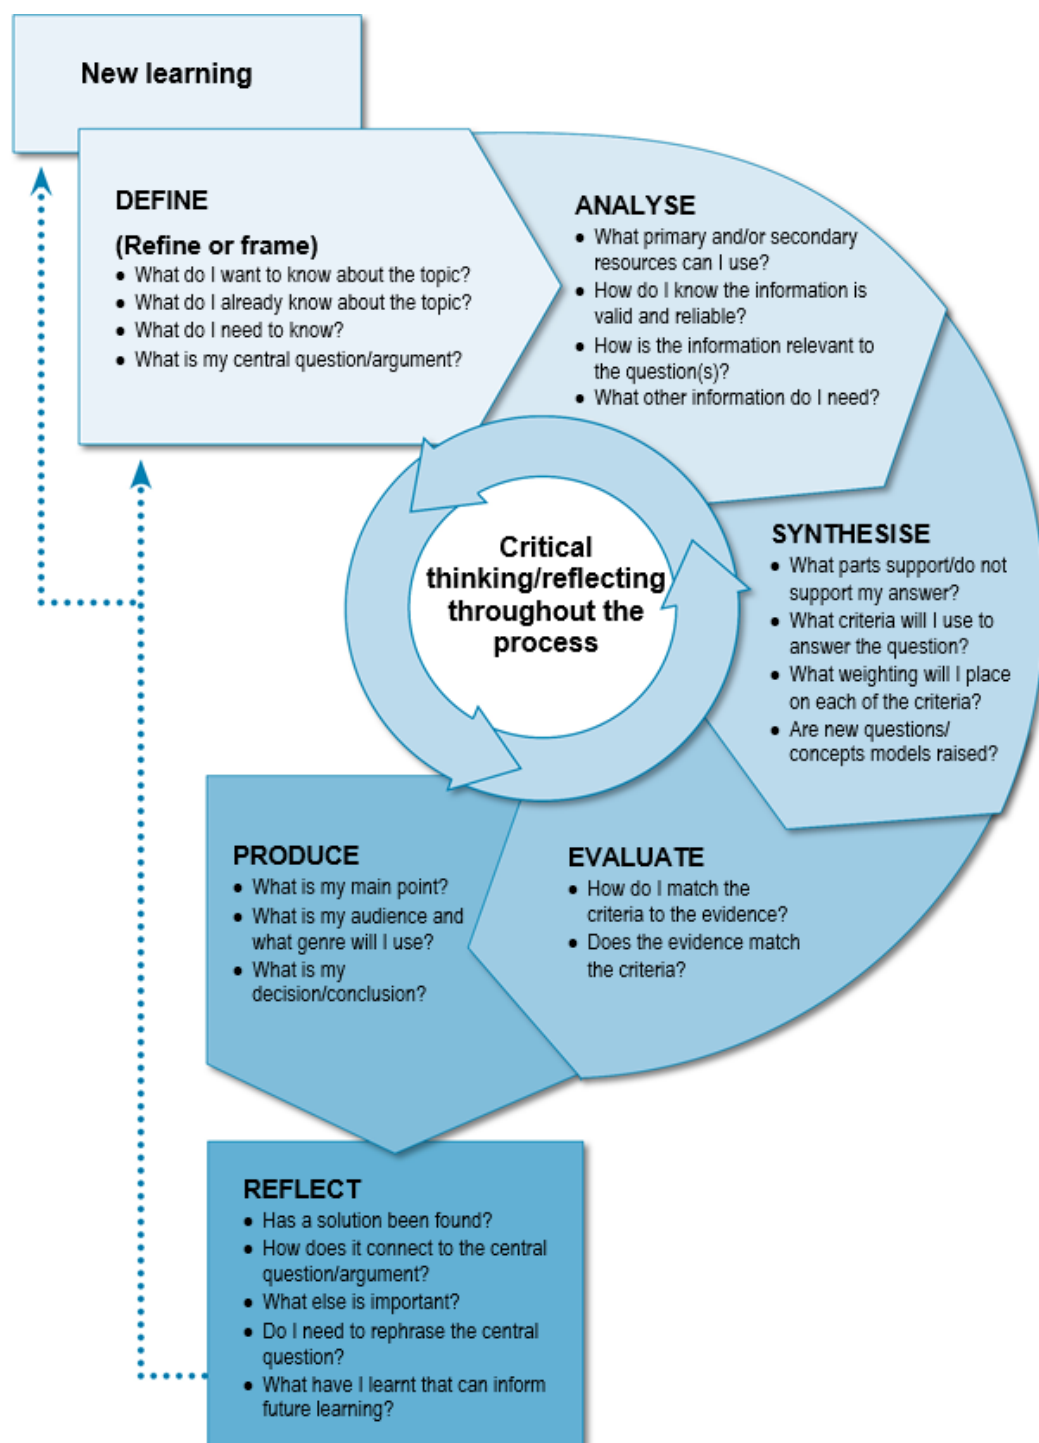 New learning
DEFINE
(Refine or frame)
• What do I want to know about the topic?
• What do I already know about the topic?
• What do I need to know?
• What is my central question/argument?
ANALYSE
• What primary and/or secondary
resources can I use?
• How do I know the information is
valid and reliable?
• How is the information relevant to
the question(s)?
• What other information do I need?
SYNTHESISE
• What parts support/do not
support my answer?
• What criteria will I use to
answer the question?
• What weighting will I place
on each of the criteria?
• Are new questions/
concepts models raised?
Critical
thinking/reflecting
throughout the
process
EVALUATE
• How do I match the
criteria to the evidence?
• Does the evidence match
the criteria?
PRODUCE
• What is my main point?
• What is my audience and
what genre will I use?
• What is my
decision/conclusion?
REFLECT
• Has a solution been found?
• How does it connect to the central
question/argument?
• What else is important?
• Do I need to rephrase the central
question?
• What have I learnt that can inform
future learning?